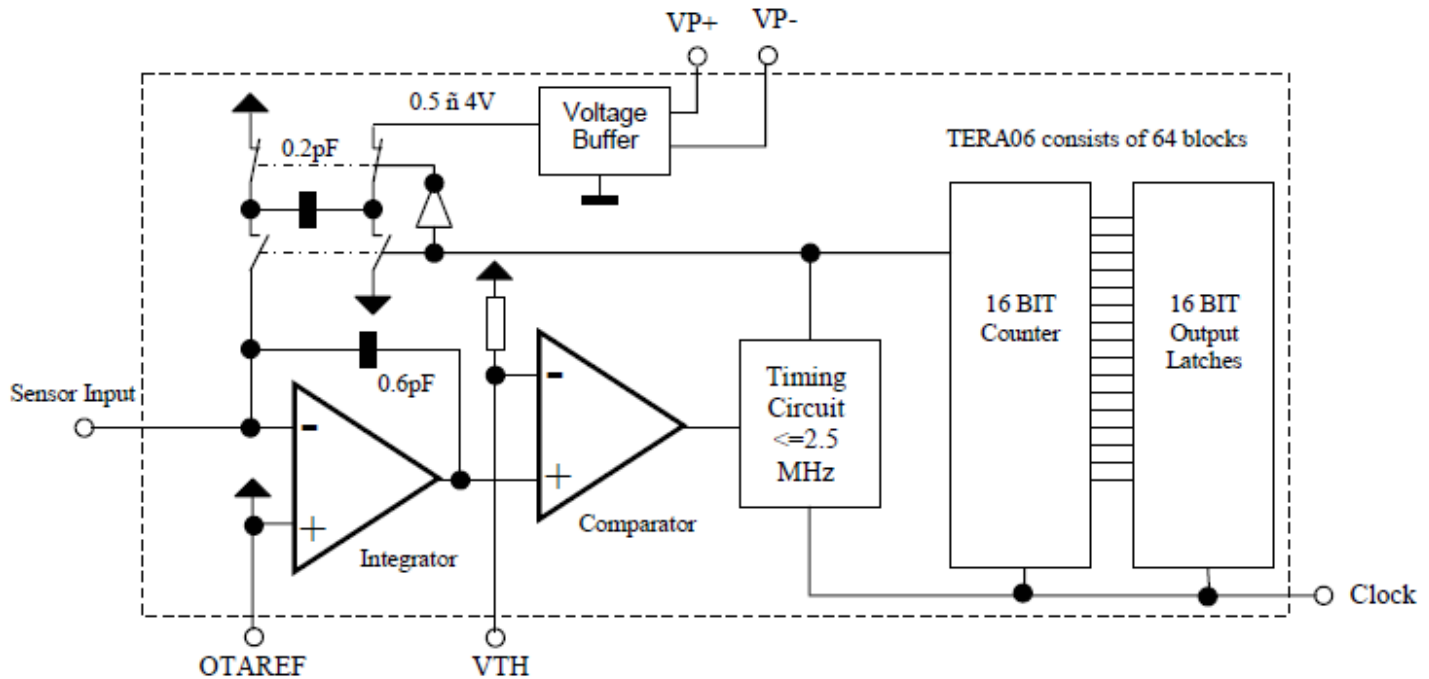 VP+
VP-
0.5 ñ 4V
Voltage
Buffer
TERA06 consists of 64 blocks
0.2pF
16 BIT
Counter
16 BIT
Output
Latches
Sensor Input
0.6pF
-
+
Integrator
-
+
Comparator
Timing
Circuit
<=2.5
MHz
Clock
OTAREF
VTH